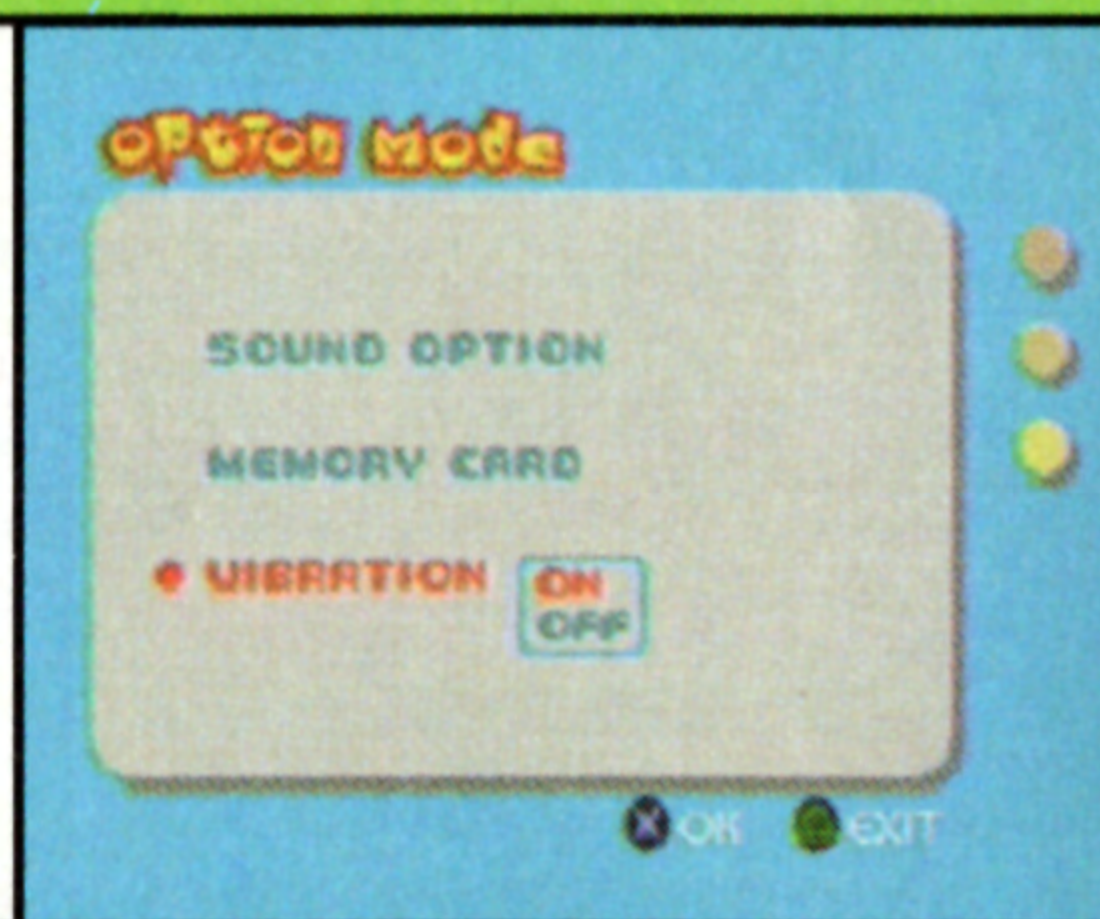 OPtION MOde
SOUND OPTION
MEMORY CARD
VIBRATION
ON
OFF
X OK EXIT